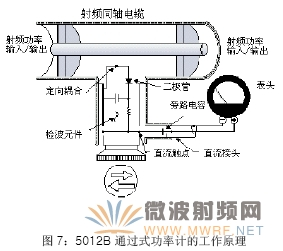 射频同轴电缆
射频功率
输入/输出
射频功率
输入/输出
定向耦合
二极管
旁路电容
表头
检波元件
直流触点
直流接头
微波射频网
WWW.MWRF.NET
图 7：5012B 通过式功率计的工作原理